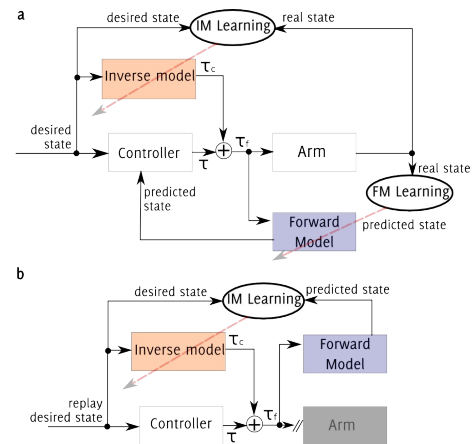 a
desired state
IM Learning
real state
Inverse model
τc
desired
state
Controller
τ
+
τf
Arm
real state
FM Learning
predicted
state
Forward
Model
predicted state
b
desired state
IM Learning
predicted state
Inverse model
τc
Forward
Model
replay
desired state
Controller
τ
+
τf
Arm